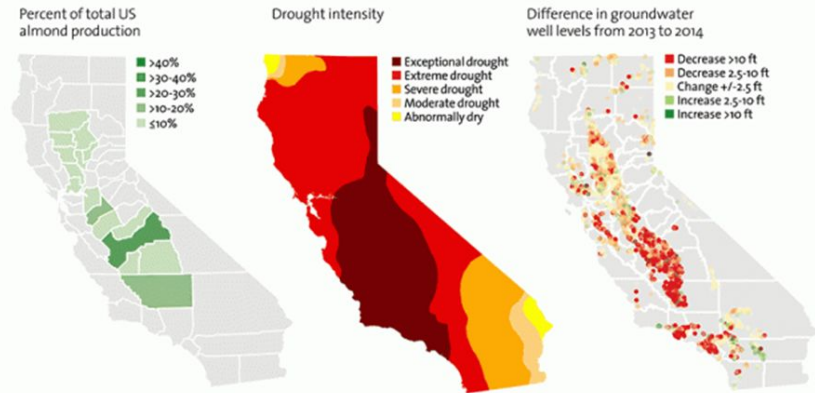 Percent of total US
almond production
>40%
>30-40%
>20-30%
>10-20%
≤10%
Drought intensity
Exceptional drought
Extreme drought
Severe drought
Moderate drought
Abnormally dry
Difference in groundwater
well levels from 2013 to 2014
Decrease >10 ft
Decrease 2.5-10 ft
Change +/-2.5 ft
Increase 2.5-10 ft
Increase >10 ft